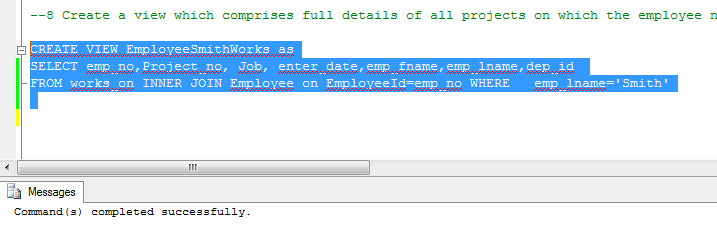 --8 Create a view which comprises full details of all projects on which the employee n
CREATE VIEW EmployeeSmithWorks as
SELECT emp_no,Project_no, Job, enter_date,emp_fname,emp_lname,dep_id
FROM works_on INNER JOIN Employee on EmployeeId=emp_no WHERE   emp_lname='Smith'
Messages
Command(s) completed successfully.